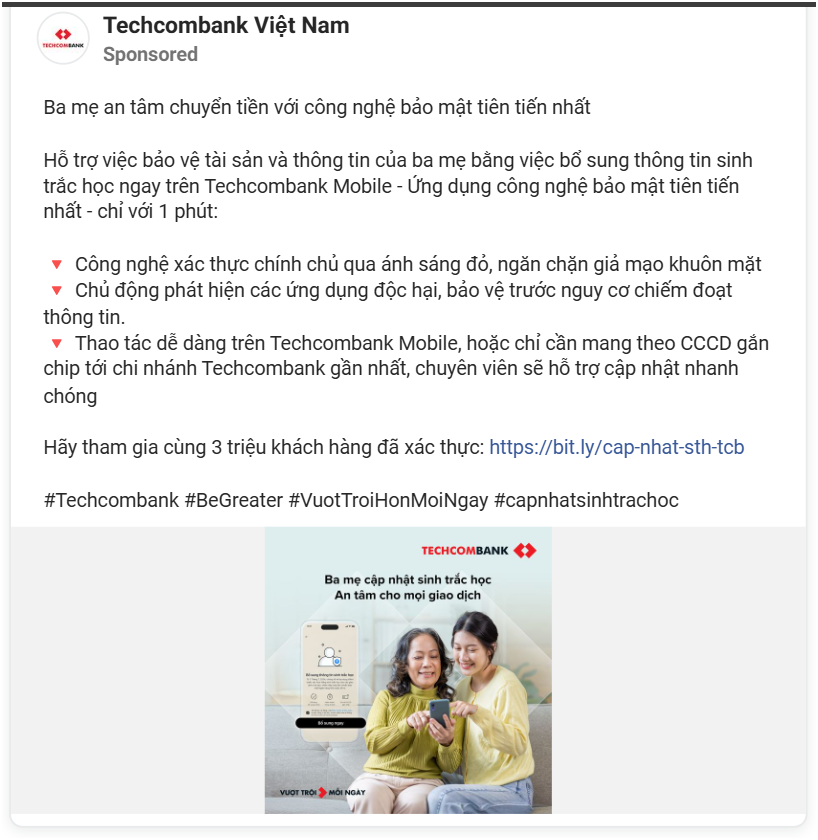 TECHCOMBANK
Techcombank Việt Nam
Sponsored
Ba mẹ an tâm chuyển tiền với công nghệ bảo mật tiên tiến nhất
Hỗ trợ việc bảo vệ tài sản và thông tin của ba mẹ bằng việc bổ sung thông tin sinh
trắc học ngay trên Techcombank Mobile - Ứng dụng công nghệ bảo mật tiên tiến
nhất - chỉ với 1 phút:
🔻 Công nghệ xác thực chính chủ qua ánh sáng đỏ, ngăn chặn giả mạo khuôn mặt
🔻 Chủ động phát hiện các ứng dụng độc hại, bảo vệ trước nguy cơ chiếm đoạt
thông tin.
🔻 Thao tác dễ dàng trên Techcombank Mobile, hoặc chỉ cần mang theo CCCD gắn
chip tới chi nhánh Techcombank gần nhất, chuyên viên sẽ hỗ trợ cập nhật nhanh
chóng
Hãy tham gia cùng 3 triệu khách hàng đã xác thực: https://bit.ly/cap-nhat-sth-tcb
#Techcombank #BeGreater #VuotTroiHonMoiNgay #capnhatsinhtrachoc
TECHCOMBANK
Ba mẹ cập nhật sinh trắc học
An tâm cho mọi giao dịch
Bổ sung thông tin sinh trắc học
Bổ sung ngay
VƯỢT TRỘI MỖI NGÀY